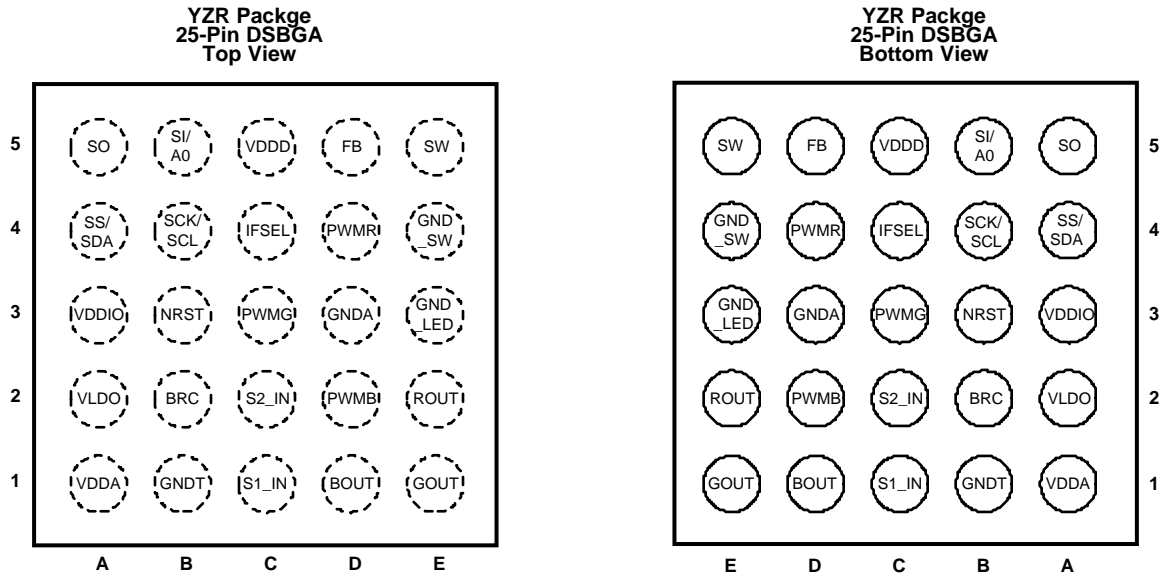 YZR Packge
25-Pin DSBGA
Top View
5 SO SI/ A0 VDDD FB SW
4 SS/ SDA SCK/ SCL IFSEL PWMR GND _SW
3 VDDIO NRST PWMG GNDA GND _LED
2 VLDO BRC S2_IN PWMB ROUT
1 VDDA GNDT S1_IN BOUT GOUT
A B C D E
YZR Packge
25-Pin DSBGA
Bottom View
SW FB VDDD SI/ A0 SO 5
GND _SW PWMR IFSEL SCK/ SCL SS/ SDA 4
GND _LED GNDA PWMG NRST VDDIO 3
ROUT PWMB S2_IN BRC VLDO 2
GOUT BOUT S1_IN GNDT VDDA 1
E D C B A